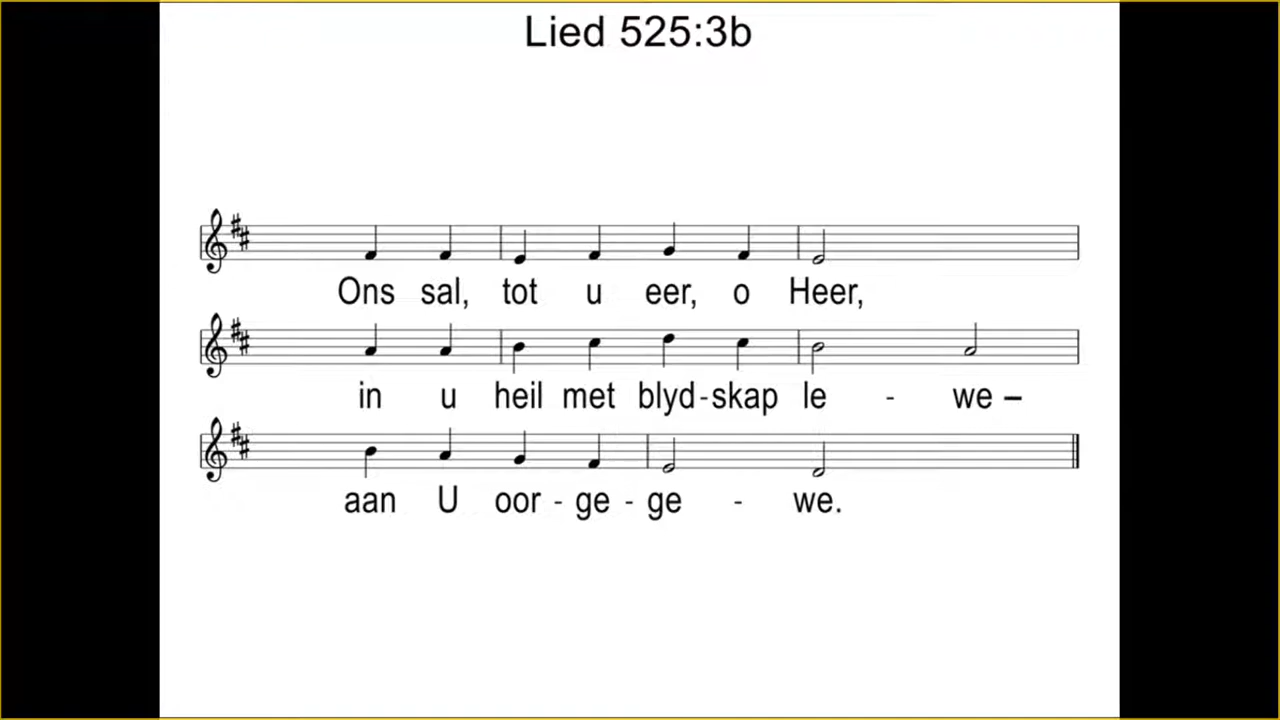 Lied 525:3b
Ons sal, tot u eer, o Heer,
in u heil met blyd-skap le - we –
aan U oor - ge - ge - we.